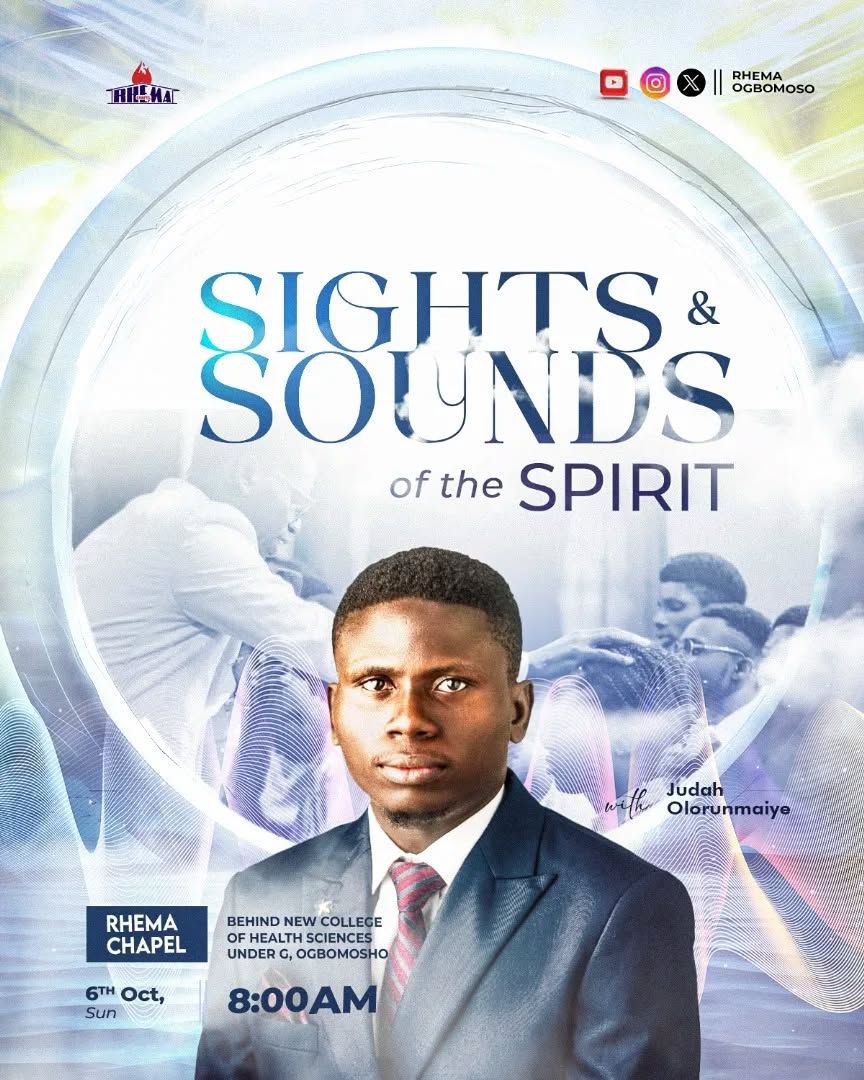 RHEMA
RHEMA
OGBOMOSO
SIGHTS &
SOUNDS
of the SPIRIT
with Judah
Olorunmaiye
RHEMA
CHAPEL
BEHIND NEW COLLEGE
OF HEALTH SCIENCES
UNDER G, OGBOMOSHO
6TH Oct,
Sun
8:00AM